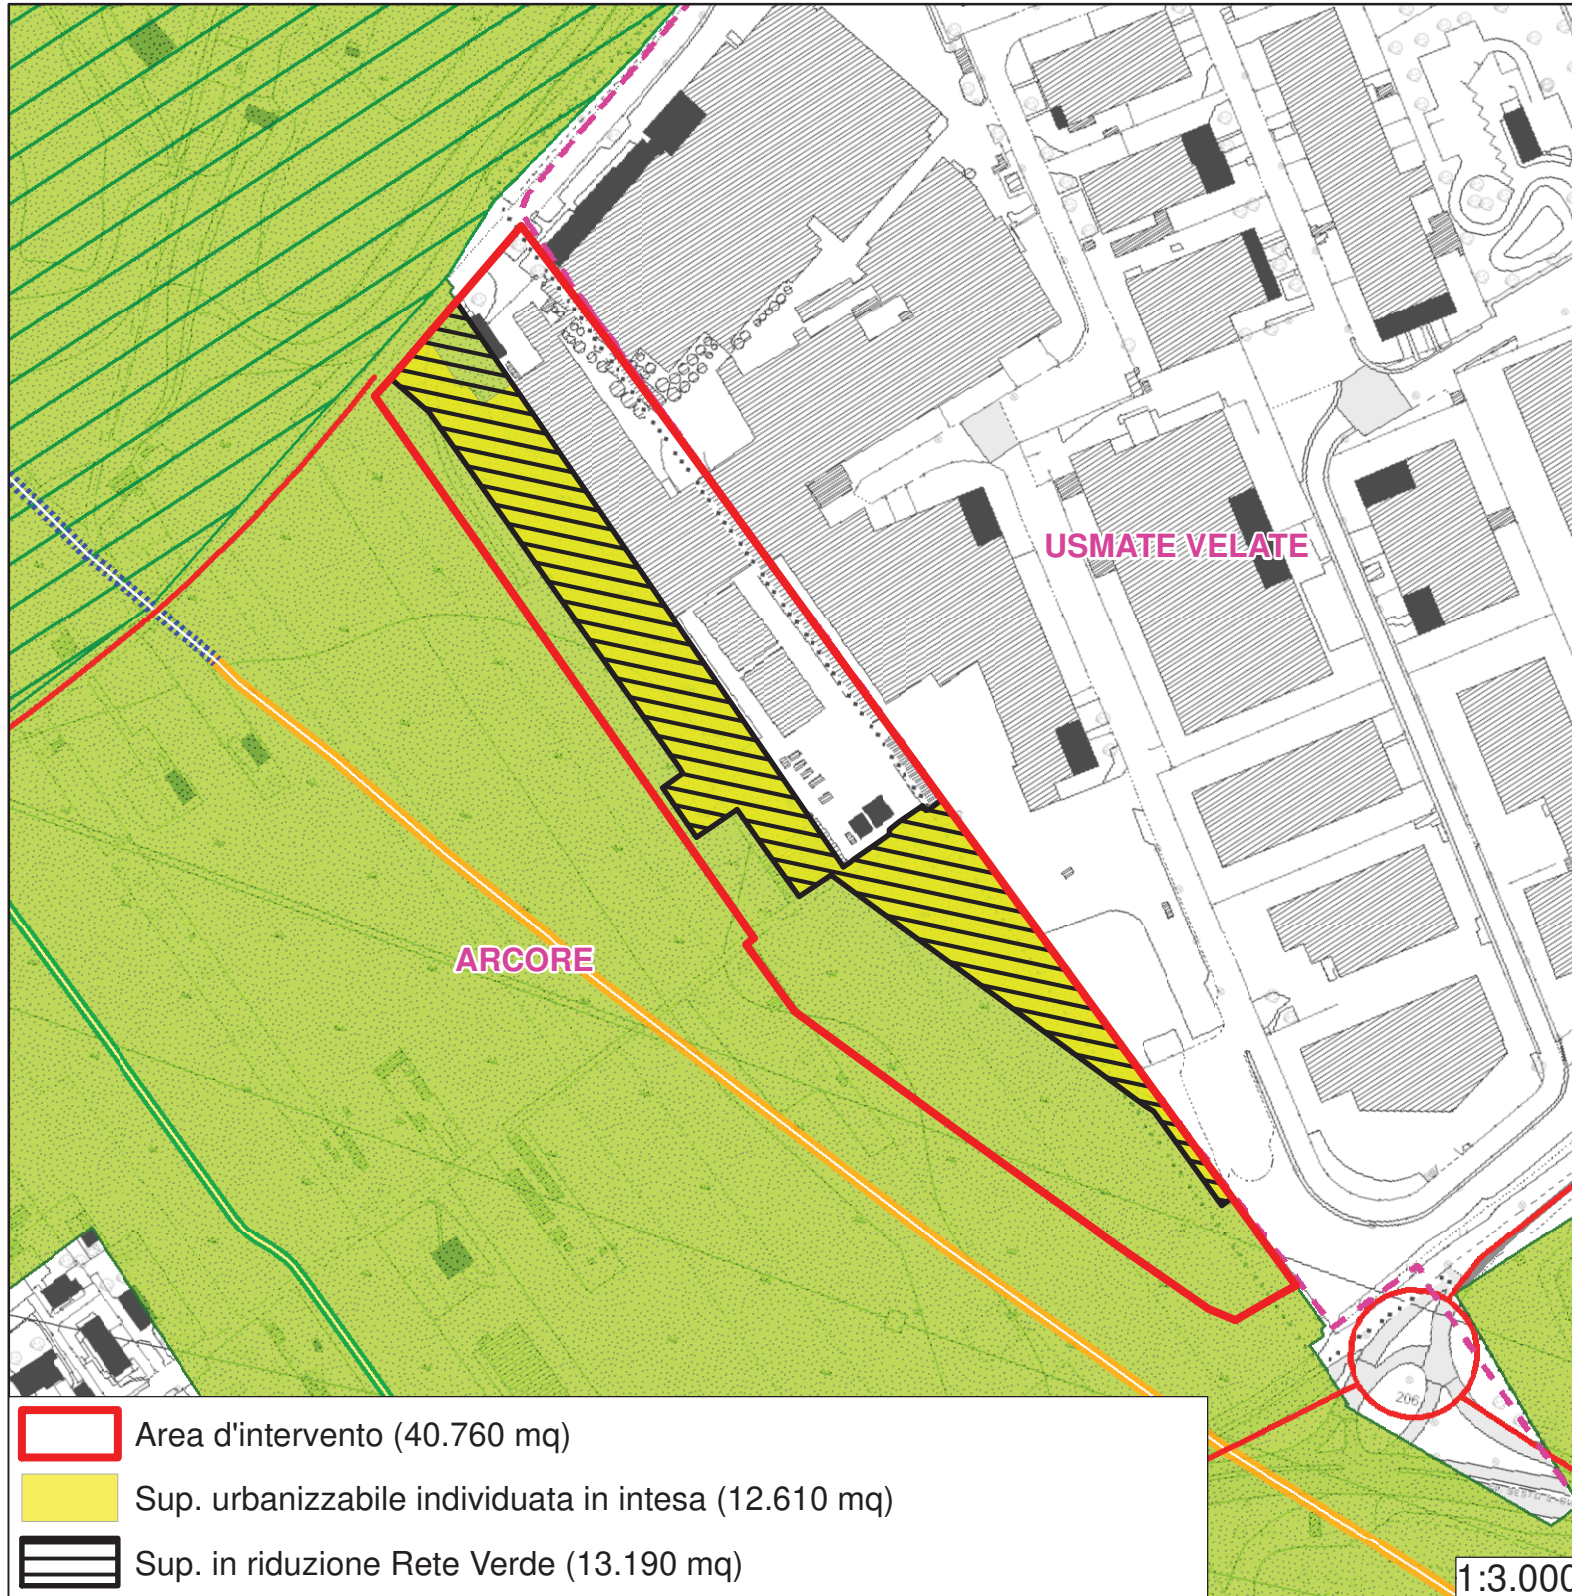 USMATE VELATE
ARCORE
206
Area d'intervento (40.760 mq)
Sup. urbanizzabile individuata in intesa (12.610 mq)
Sup. in riduzione Rete Verde (13.190 mq)
1:3.000